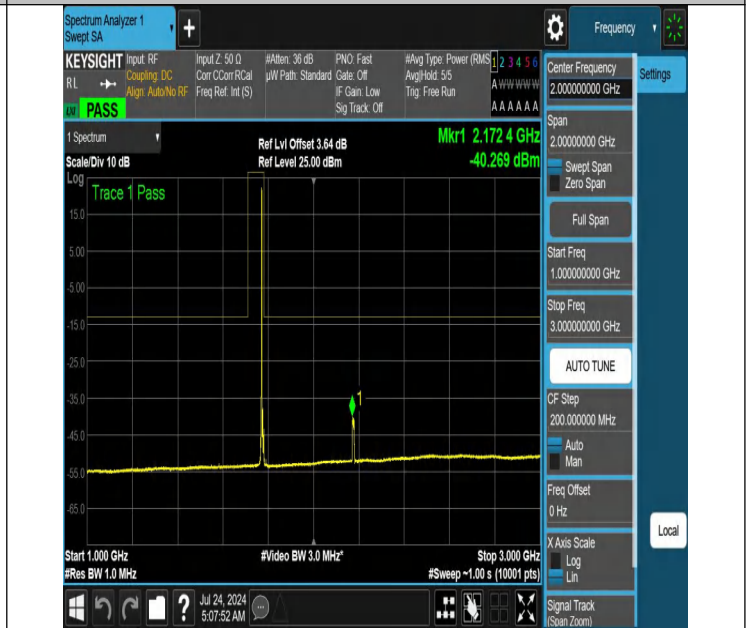 Spectrum Analyzer 1
Swept SA
+
Frequency
KEYSIGHT
RL
PASS
Input: RF
Coupling: DC
Align: Auto/No RF
Input Z: 50 Ω
Corr CCorr RCal
Freq Ref: Int (S)
#Atten: 36 dB
µW Path: Standard
PNO: Fast
Gate: Off
IF Gain: Low
Sig Track: Off
#Avg Type: Power (RMS
Avg|Hold: 5/5
Trig: Free Run
1 2 3 4 5 6
A W W W W W
A A A A A A
1 Spectrum
Scale/Div 10 dB
Log
Ref Lvl Offset 3.64 dB
Ref Level 25.00 dBm
Mkr1 2.172 4 GHz
-40.269 dBm
Trace 1 Pass
15.0
5.00
-5.00
-15.0
-25.0
-35.0
-45.0
-55.0
-65.0
1
Start 1.000 GHz
#Res BW 1.0 MHz
#Video BW 3.0 MHz*
Stop 3.000 GHz
#Sweep ~1.00 s (10001 pts)
Center Frequency
2.000000000 GHz
Settings
Span
2.00000000 GHz
Swept Span
Zero Span
Full Span
Start Freq
1.000000000 GHz
Stop Freq
3.000000000 GHz
AUTO TUNE
CF Step
200.000000 MHz
Auto
Man
Freq Offset
0 Hz
X Axis Scale
Log
Lin
Local
Signal Track
(Span Zoom)
?
Jul 24, 2024
5:07:52 AM